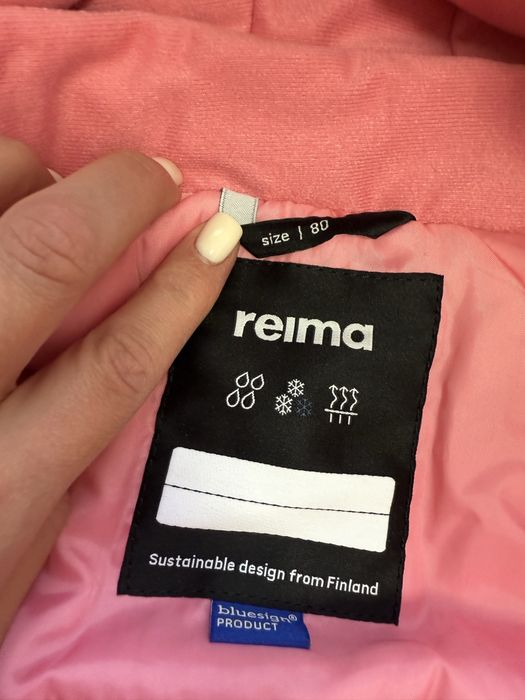 size | 80
reima
Sustainable design from Finland
bluesign®
PRODUCT